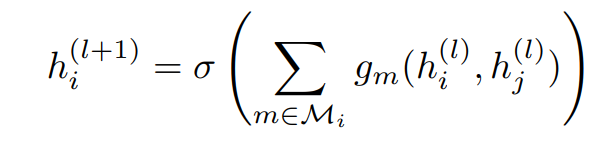 h_i^{(l+1)} = σ ( ∑_{m∈ℳ_i} g_m(h_i^{(l)}, h_j^{(l)}) )